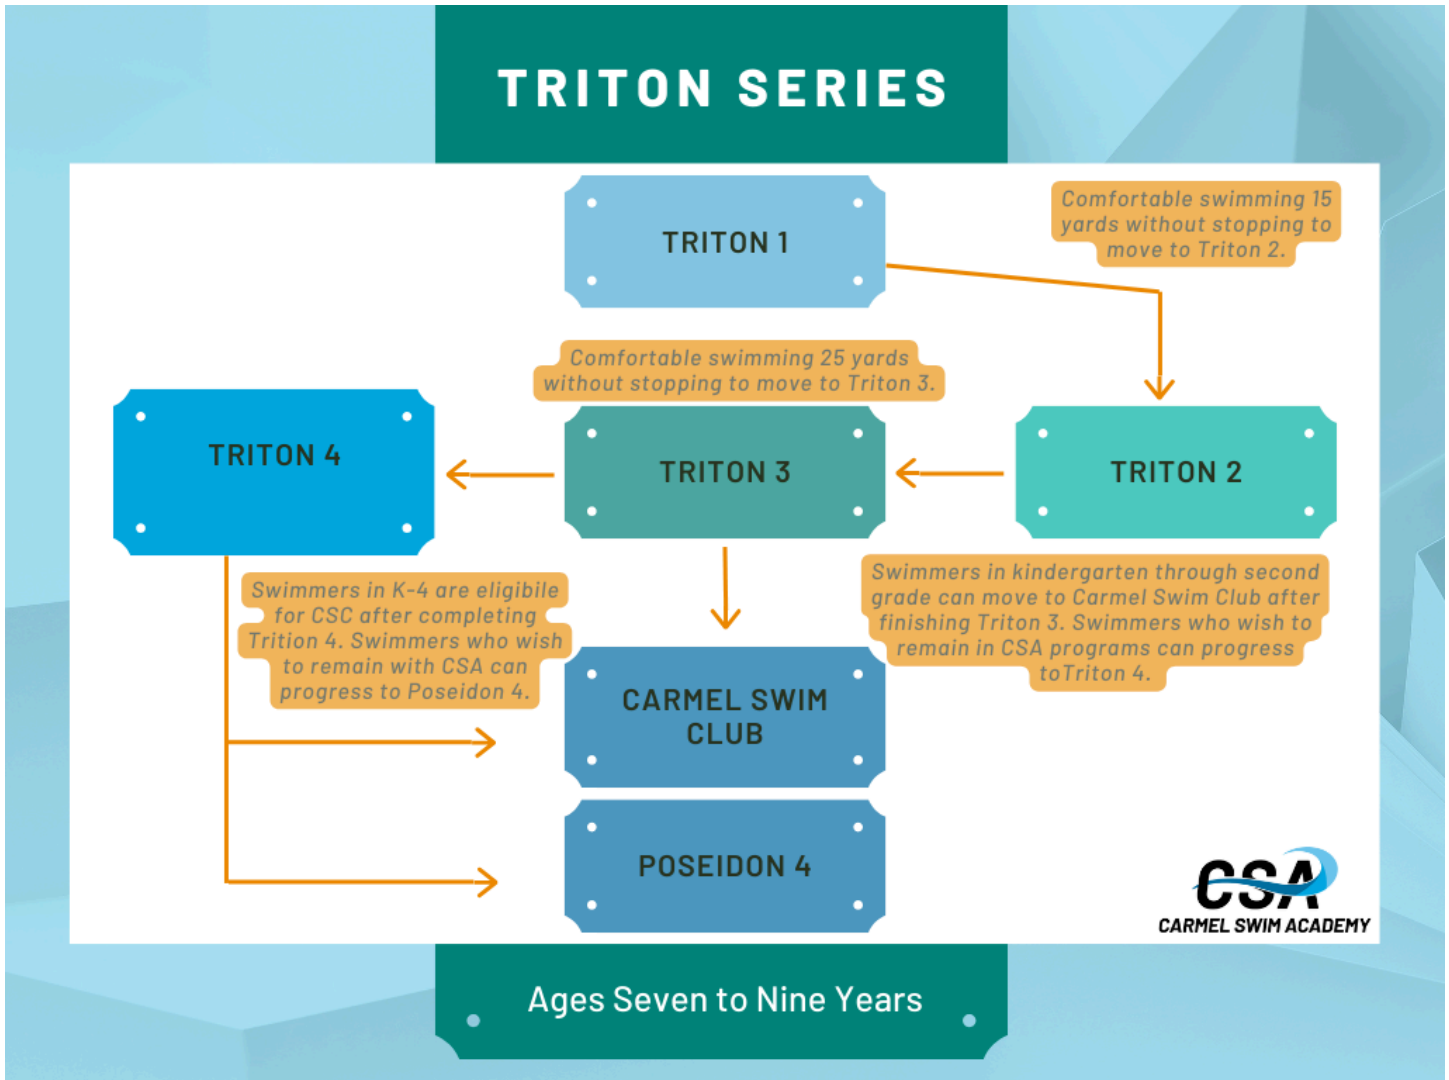 TRITON SERIES
TRITON 1
Comfortable swimming 15
yards without stopping to
move to Triton 2.
Comfortable swimming 25 yards
without stopping to move to Triton 3.
TRITON 4
TRITON 3
TRITON 2
Swimmers in K-4 are eligibile
for CSC after completing
Trition 4. Swimmers who wish
to remain with CSA can
progress to Poseidon 4.
Swimmers in kindergarten through second
grade can move to Carmel Swim Club after
finishing Triton 3. Swimmers who wish to
remain in CSA programs can progress
toTriton 4.
CARMEL SWIM
CLUB
POSEIDON 4
CSA
CARMEL SWIM ACADEMY
Ages Seven to Nine Years